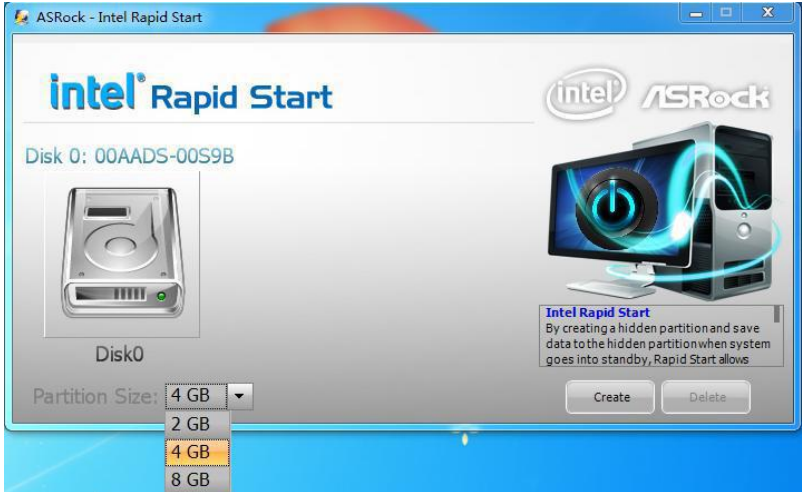 ASRock - Intel Rapid Start
intel® Rapid Start
intel® ASRock
Disk 0: 00AADS-00S9B
Disk0
Intel Rapid Start
By creating a hidden partition and save
data to the hidden partition when system
goes into standby, Rapid Start allows
Partition Size: 4 GB
2 GB
4 GB
8 GB
Create
Delete